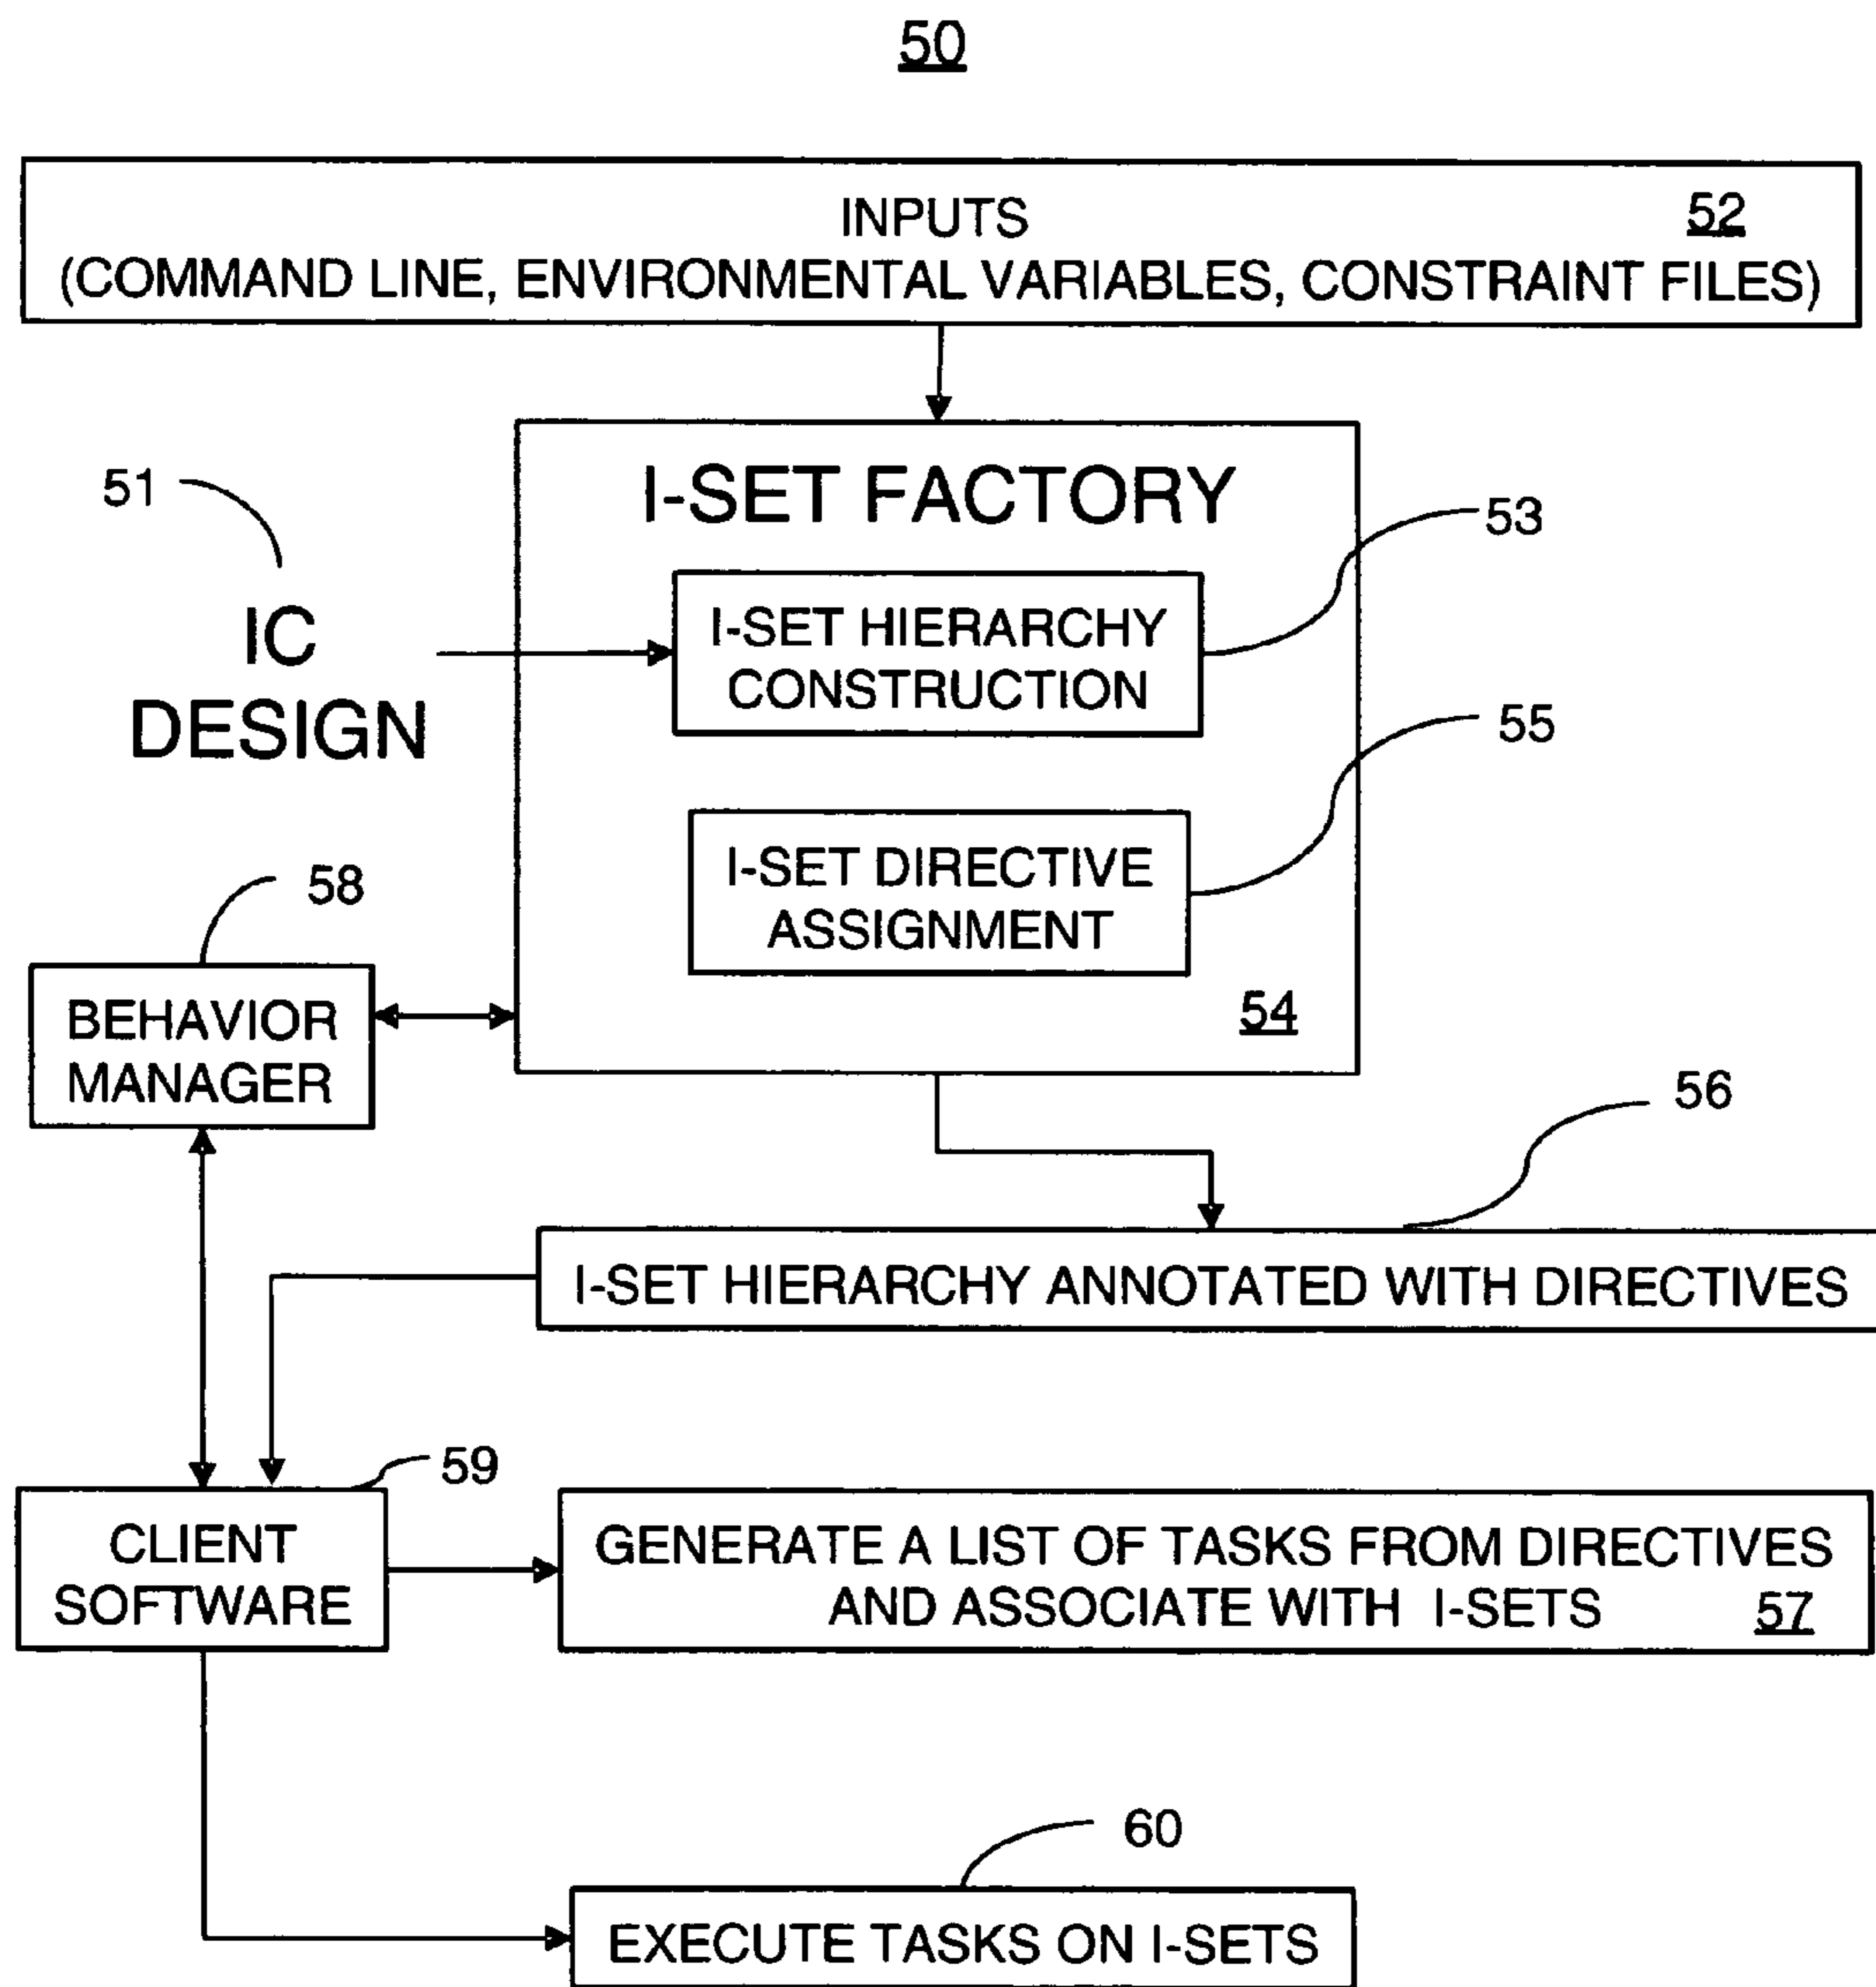 50
INPUTS 52
(COMMAND LINE, ENVIRONMENTAL VARIABLES, CONSTRAINT FILES)
I-SET FACTORY
51
53
IC
DESIGN
I-SET HIERARCHY
CONSTRUCTION
55
I-SET DIRECTIVE
ASSIGNMENT
54
58
BEHAVIOR
MANAGER
56
I-SET HIERARCHY ANNOTATED WITH DIRECTIVES
59
CLIENT
SOFTWARE
GENERATE A LIST OF TASKS FROM DIRECTIVES
AND ASSOCIATE WITH I-SETS 57
60
EXECUTE TASKS ON I-SETS